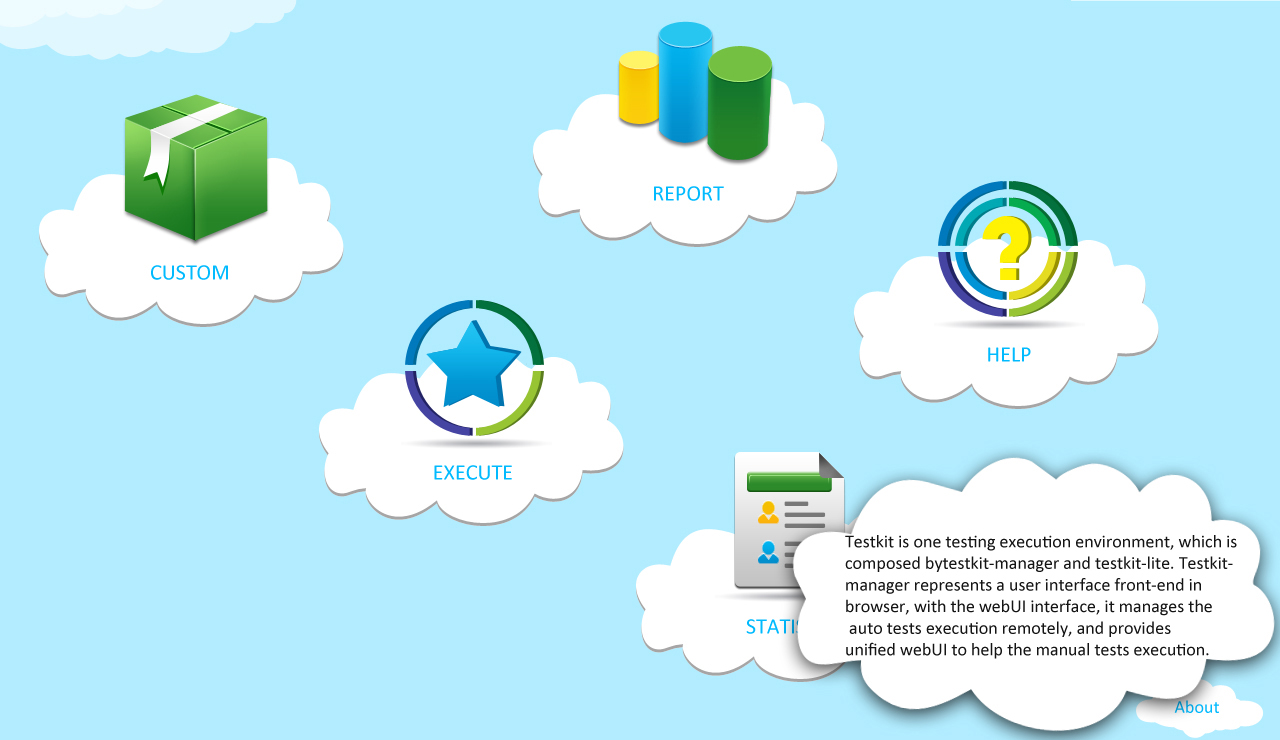 REPORT
CUSTOM
HELP
EXECUTE
Testkit is one testing execution environment, which is
composed bytestkit-manager and testkit-lite. Testkit-
manager represents a user interface front-end in
browser, with the webUI interface, it manages the
auto tests execution remotely, and provides
unified webUI to help the manual tests execution.
STATI
About